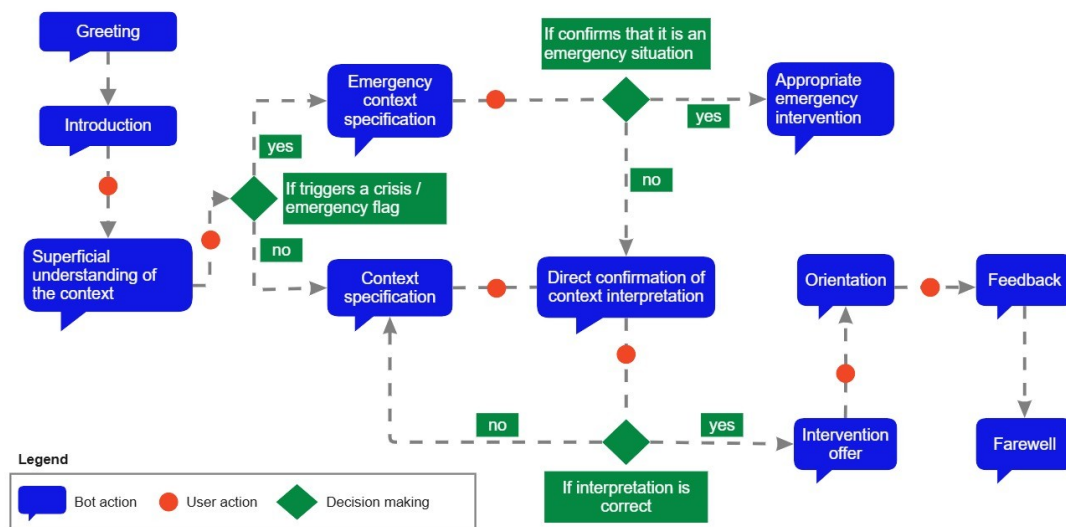 Greeting
Introduction
Superficial
understanding of
the context
yes
If triggers a crisis /
emergency flag
no
Emergency
context
specification
If confirms that it is an
emergency situation
yes
Appropriate
emergency
intervention
no
Context
specification
Direct confirmation of
context interpretation
no
yes
If interpretation is
correct
Intervention
offer
Orientation
Feedback
Farewell
Legend
Bot action
User action
Decision making